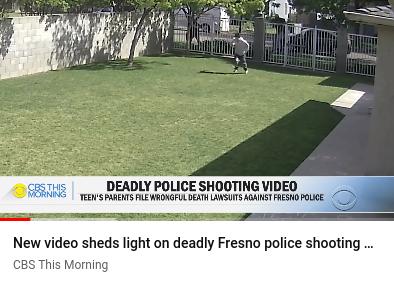 CBS THIS
MORNING
DEADLY POLICE SHOOTING VIDEO
TEEN'S PARENTS FILE WRONGFUL DEATH LAWSUITS AGAINST FRESNO POLICE
New video sheds light on deadly Fresno police shooting ...
CBS This Morning